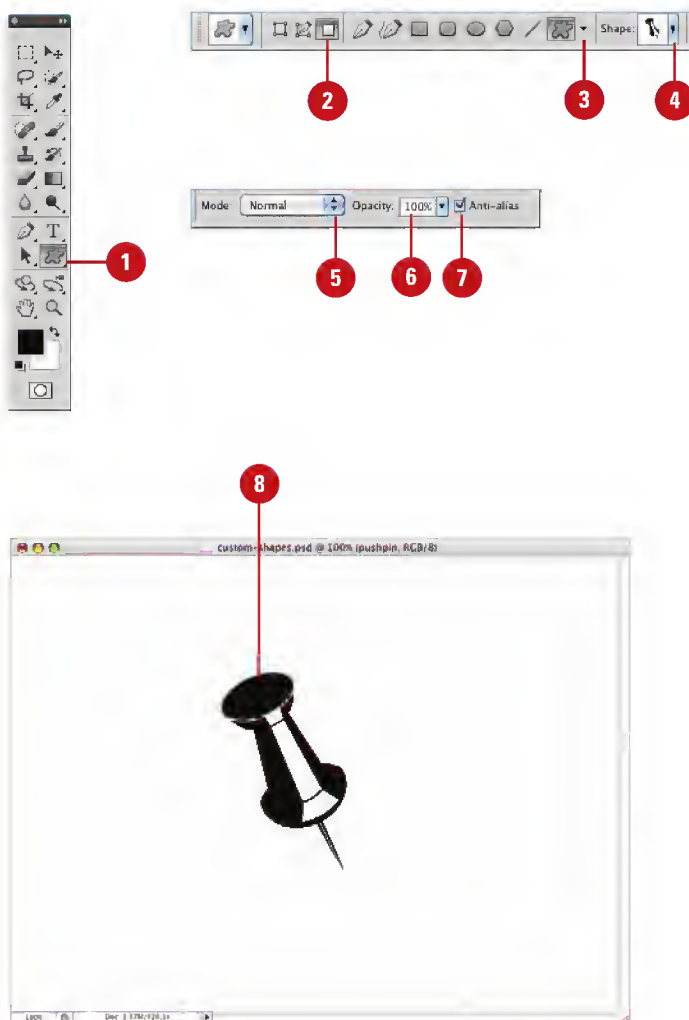 Shape:
2
3
4
Mode: Normal Opacity: 100% Anti-alias
1
5
6
7
T
8
custom-shapes.psd @ 100% (pushpin, RGB/8)
100%